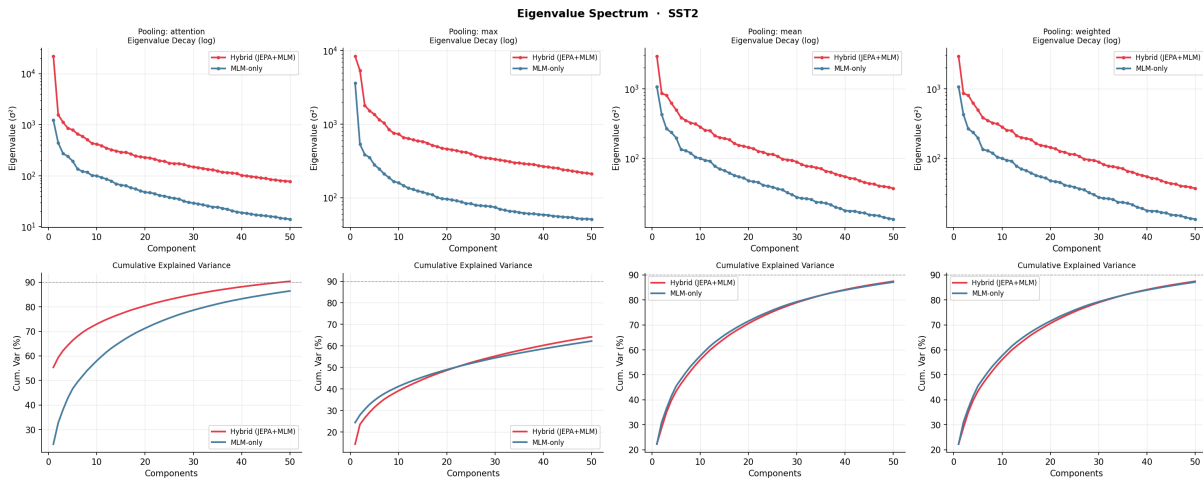 Eigenvalue Spectrum · SST2
Pooling: attention
Eigenvalue Decay (log)
Hybrid (JEPA+MLM)
MLM-only
10⁴
10³
10²
10¹
Eigenvalue (σ²)
0 10 20 30 40 50
Component
Pooling: max
Eigenvalue Decay (log)
Hybrid (JEPA+MLM)
MLM-only
10⁴
10³
10²
Eigenvalue (σ²)
0 10 20 30 40 50
Component
Pooling: mean
Eigenvalue Decay (log)
Hybrid (JEPA+MLM)
MLM-only
10³
10²
Eigenvalue (σ²)
0 10 20 30 40 50
Component
Pooling: weighted
Eigenvalue Decay (log)
Hybrid (JEPA+MLM)
MLM-only
10³
10²
Eigenvalue (σ²)
0 10 20 30 40 50
Component
Cumulative Explained Variance
90
80
70
60
50
40
30
Cum. Var (%)
Hybrid (JEPA+MLM)
MLM-only
0 10 20 30 40 50
Components
Cumulative Explained Variance
90
80
70
60
50
40
30
20
Cum. Var (%)
Hybrid (JEPA+MLM)
MLM-only
0 10 20 30 40 50
Components
Cumulative Explained Variance
Hybrid (JEPA+MLM)
MLM-only
90
80
70
60
50
40
30
20
Cum. Var (%)
0 10 20 30 40 50
Components
Cumulative Explained Variance
Hybrid (JEPA+MLM)
MLM-only
90
80
70
60
50
40
30
20
Cum. Var (%)
0 10 20 30 40 50
Components